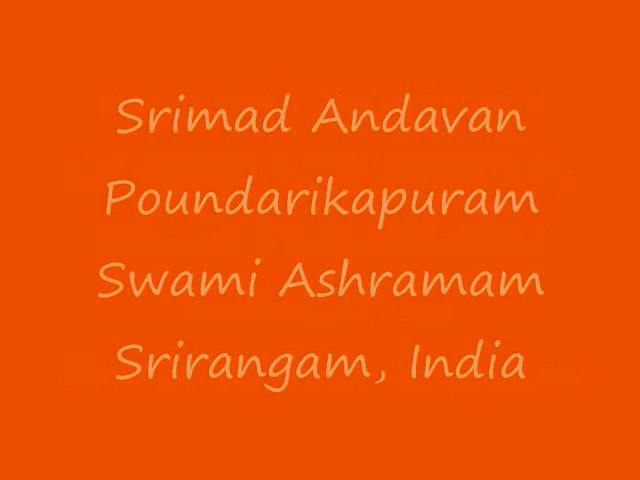 Srimad Andavan
Poundarikapuram
Swami Ashramam
Srirangam, India